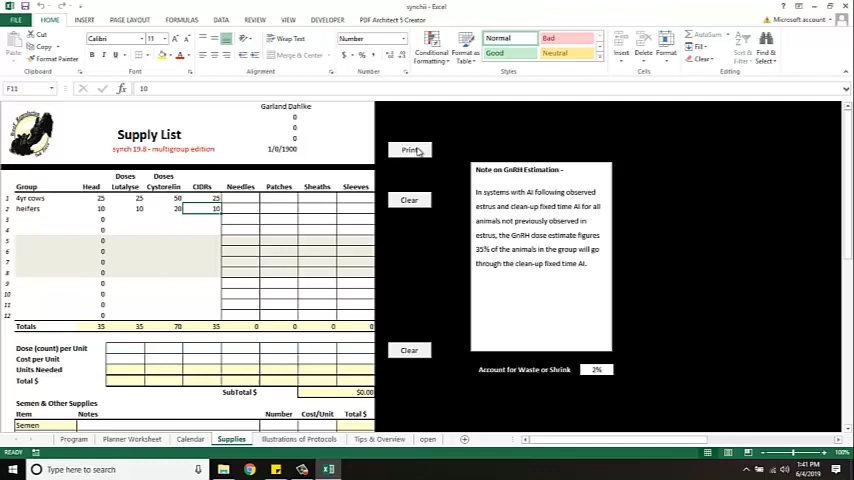 synchii - Excel
FILE HOME INSERT PAGE LAYOUT FORMULAS DATA REVIEW VIEW DEVELOPER PDF Architect 5 Creator Microsoft account
Cut
Copy
Format Painter
Paste
Calibri 11
B I U
Wrap Text
Merge & Center
Number
$ % ,
Conditional Formatting
Format as Table
Normal Bad
Good Neutral
Insert Delete Format
AutoSum
Fill
Clear
Sort & Filter
Find & Select
Clipboard Font Alignment Number Styles Cells Editing
F11 fx 10
Garland Dahlke
0
0
0
1/0/1900
Supply List
synch 19.8 - multigroup edition
Print
Clear
Doses Doses
Group Head Lutalyse Cystorelin CIDRs Needles Patches Sheaths Sleeves
1 4yr cows 25 25 50 25
2 heifers 10 10 20 10
3 0
4 0
5 0
6 0
7 0
8 0
9 0
10 0
11 0
12 0
Totals 35 35 70 35 0 0 0 0
Note on GnRH Estimation -
In systems with AI following observed
estrus and clean-up fixed time AI for all
animals not previously observed in
estrus, the GnRH dose estimate figures
35% of the animals in the group will go
through the clean-up fixed time AI.
Dose (count) per Unit
Cost per Unit
Units Needed
Total $
Clear
Account for Waste or Shrink 2%
SubTotal $ $0.00
Semen & Other Supplies
Item Notes Number Cost/Unit Total $
Semen
Program Planner Worksheet Calendar Supplies Illustrations of Protocols Tips & Overview open
READY 100%
Type here to search
1:41 PM
6/4/2019